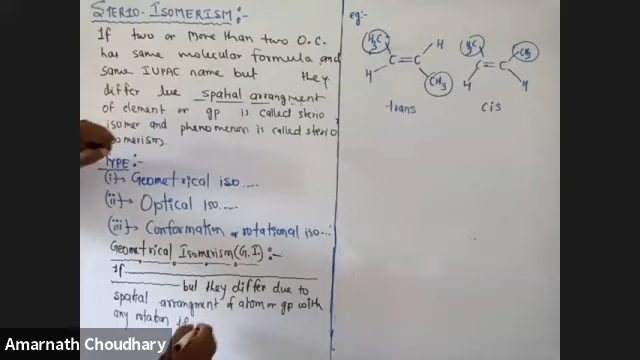 STERIO-ISOMERISM:-
If two or more than two O.C.
has same molecular formula and
same IUPAC name but they
differ due spatial arrangment
of element or gp is called sterio
isomer and phenomenon is called sterio
isomerism.
TYPE:-
(i)→ Geometrical iso....
(ii)→ Optical iso....
(iii)→ Conformation or rotational iso...
Geometrical Isomerism (G.I):-
If ———————
———— but they differ due to
spatial arrangment of atom or gp with
any rotation is
eg:-
H3C H
C=C
H CH3
trans
H3C CH3
C=C
H H
cis
Amarnath Choudhary